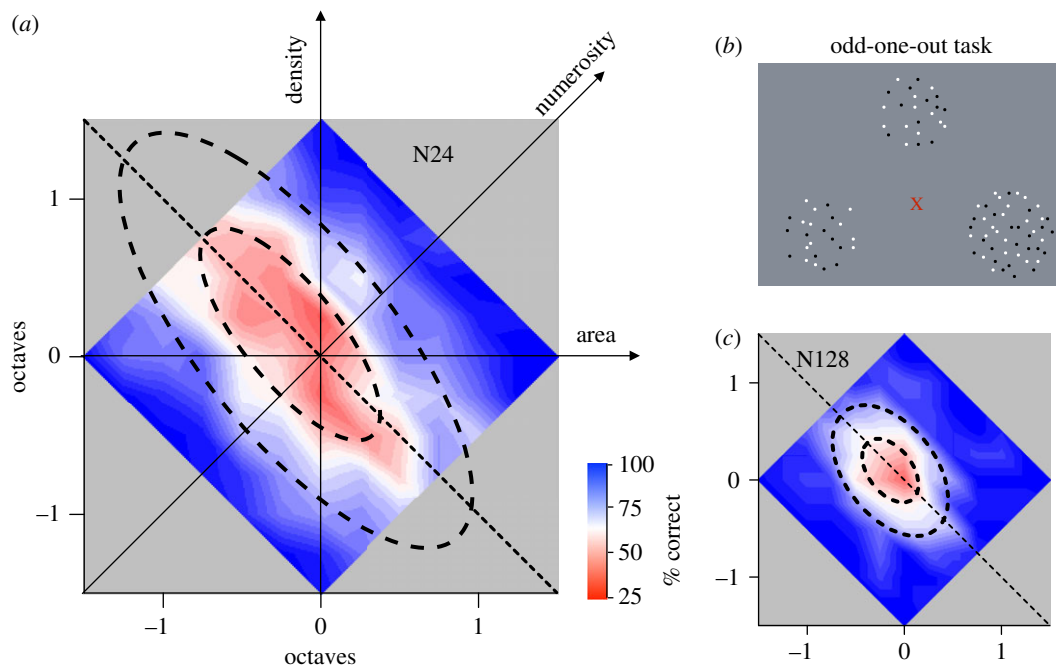 (a)
density
numerosity
N24
1
0
−1
octaves
area
100
75
50
25
% correct
−1
0
1
octaves
(b)
odd-one-out task
X
(c)
N128
1
0
−1
−1
0
1